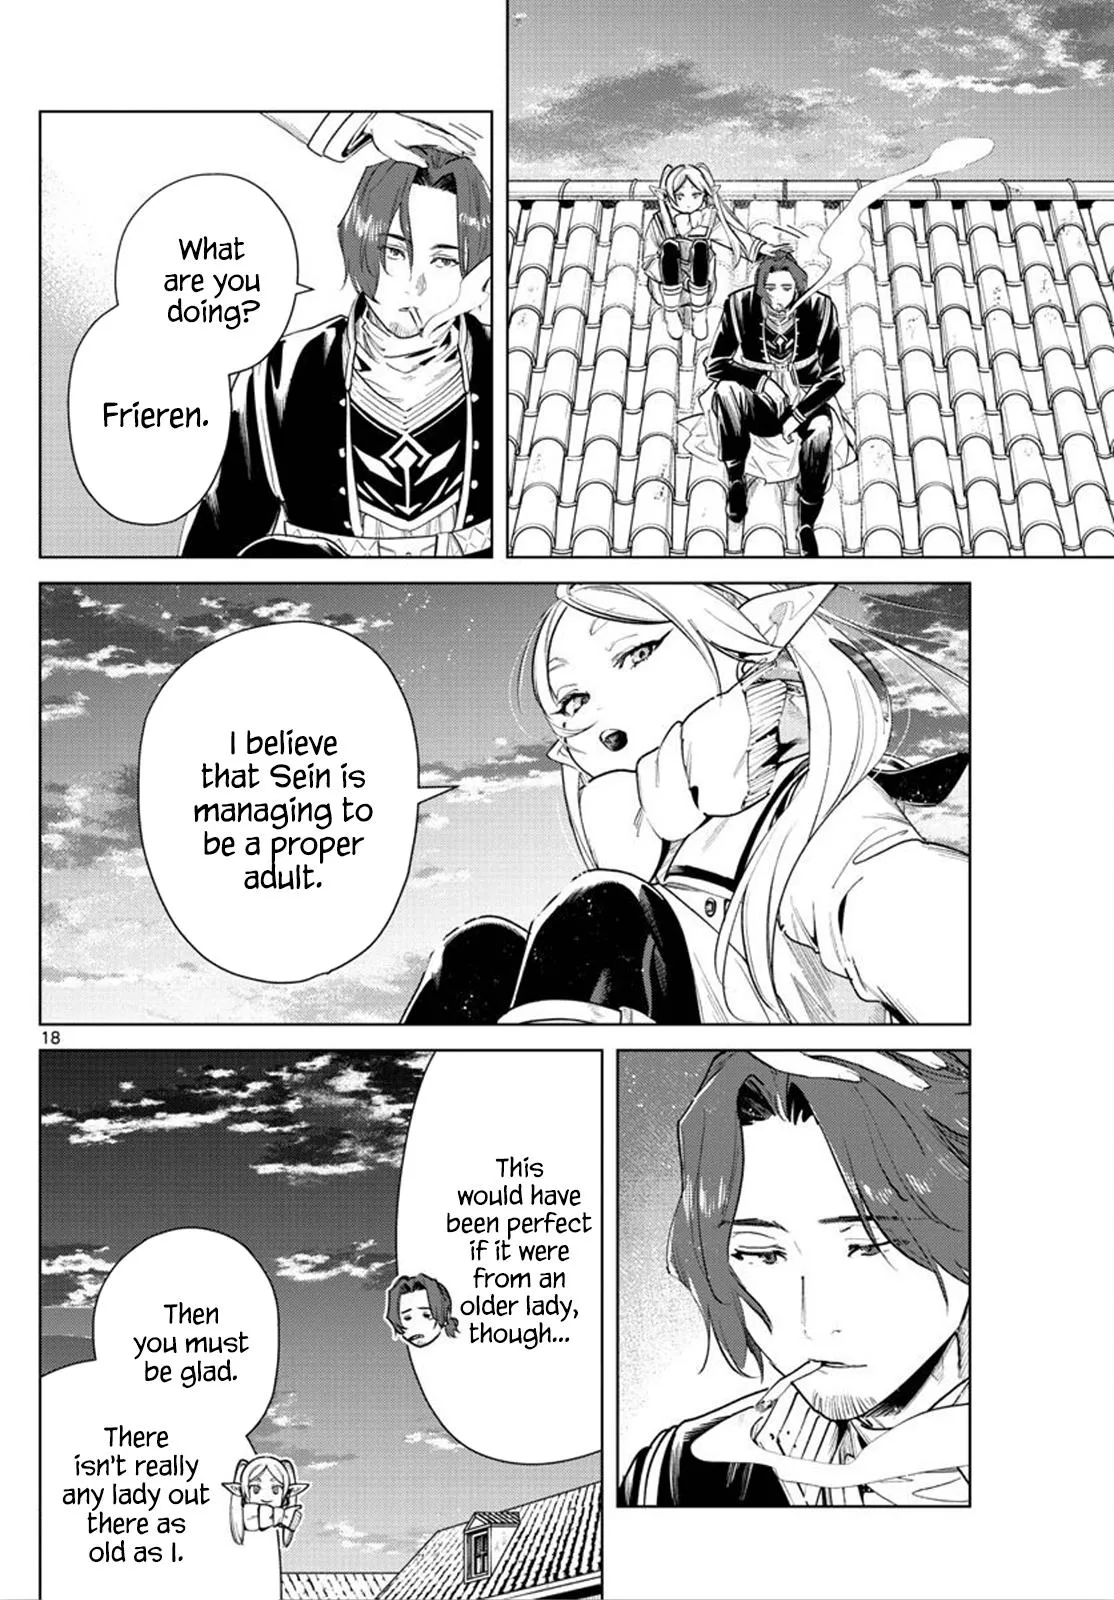 What
are you
doing?
Frieren.
I believe
that Sein is
managing to
be a proper
adult.
18
This
would have
been perfect
if it were
from an
older lady,
though...
Then
you must
be glad.
There
isn't really
any lady out
there as
old as I.